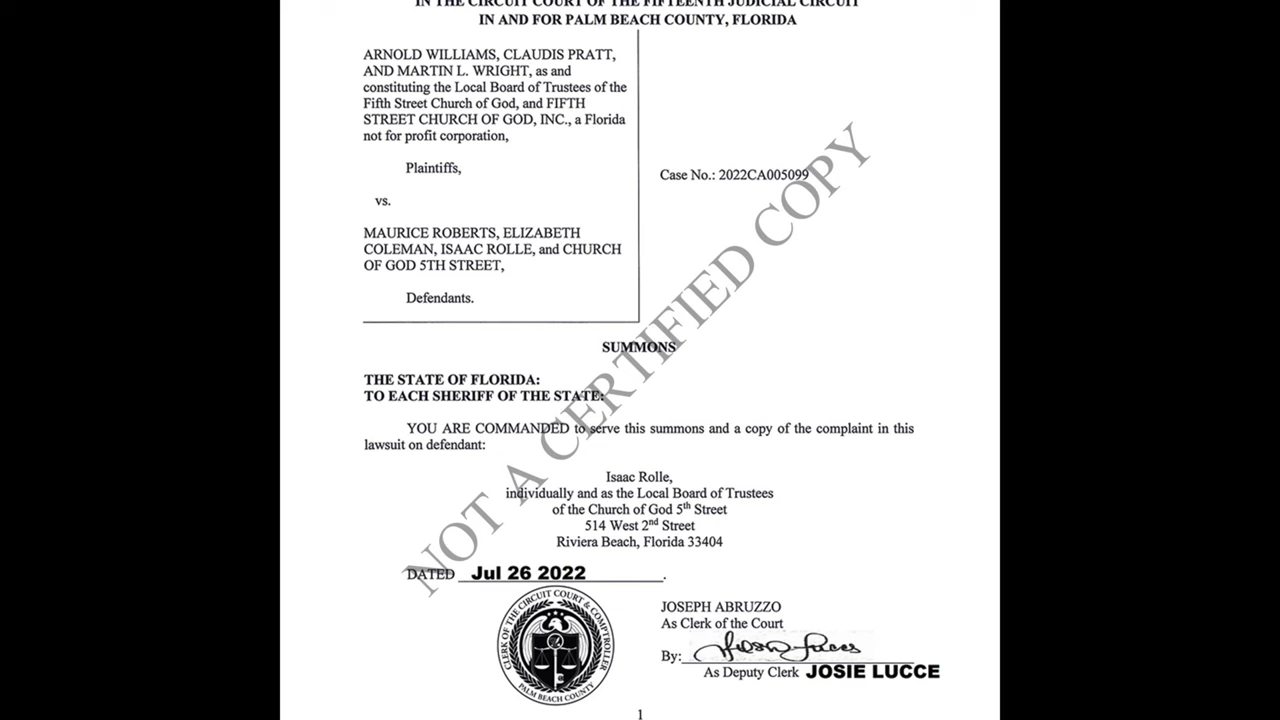 IN THE CIRCUIT COURT OF THE FIFTEENTH JUDICIAL CIRCUIT
IN AND FOR PALM BEACH COUNTY, FLORIDA
ARNOLD WILLIAMS, CLAUDIS PRATT,
AND MARTIN L. WRIGHT, as and
constituting the Local Board of Trustees of the
Fifth Street Church of God, and FIFTH
STREET CHURCH OF GOD, INC., a Florida
not for profit corporation,
Plaintiffs,
Case No.: 2022CA005099
vs.
MAURICE ROBERTS, ELIZABETH
COLEMAN, ISAAC ROLLE, and CHURCH
OF GOD 5TH STREET,
Defendants.
NOT A CERTIFIED COPY
SUMMONS
THE STATE OF FLORIDA:
TO EACH SHERIFF OF THE STATE:
YOU ARE COMMANDED to serve this summons and a copy of the complaint in this
lawsuit on defendant:
Isaac Rolle,
individually and as the Local Board of Trustees
of the Church of God 5th Street
514 West 2nd Street
Riviera Beach, Florida 33404
DATED Jul 26 2022.
CLERK OF THE CIRCUIT COURT & COMPTROLLER
PALM BEACH COUNTY
JOSEPH ABRUZZO
As Clerk of the Court
By:
As Deputy Clerk JOSIE LUCCE
1